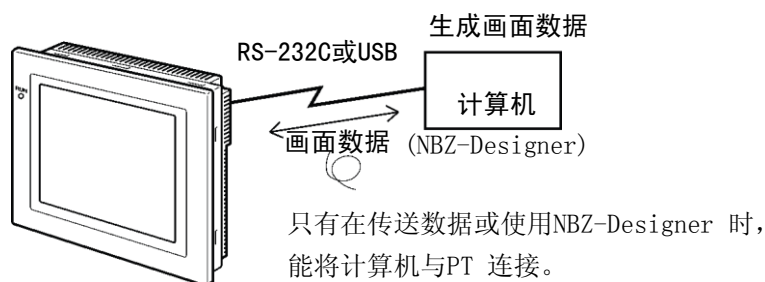 生成画面数据
RS-232C或USB
计算机
画面数据 (NBZ-Designer)
只有在传送数据或使用NBZ-Designer 时，
能将计算机与PT 连接。
RUN